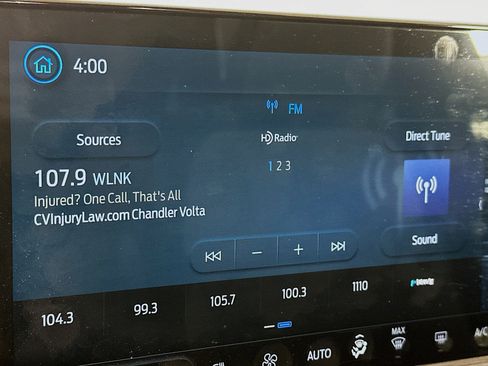 4:00
FM
Sources
HD Radio
Direct Tune
1 2 3
107.9 WLNK
Injured? One Call, That's All
CVInjuryLaw.com Chandler Volta
Sound
104.3
99.3
105.7
100.3
1110
MAX
AUTO
A/C